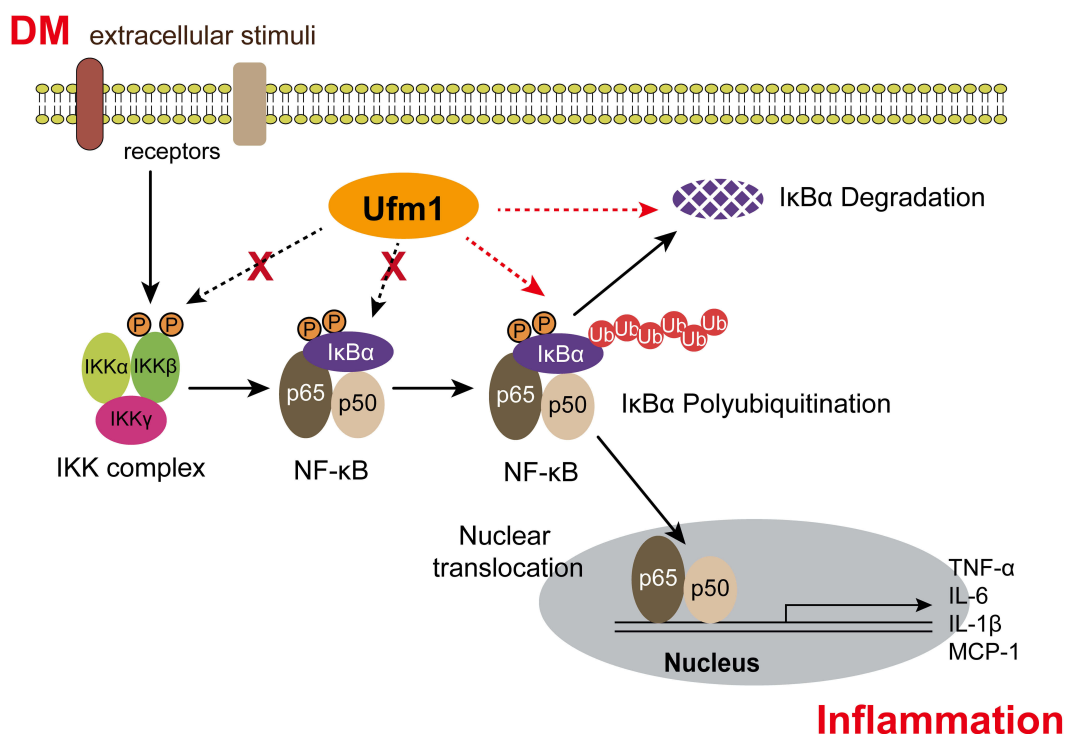 DM extracellular stimuli
receptors
Ufm1
IκBα Degradation
X
X
P
P
P
P
P
P
IκBα
IκBα
Ub
Ub
Ub
Ub
Ub
Ub
IKKα
IKKβ
IKKγ
p65
p50
p65
p50
IκBα Polyubiquitination
IKK complex
NF-κB
NF-κB
Nuclear
translocation
p65
p50
TNF-α
IL-6
IL-1β
MCP-1
Nucleus
Inflammation